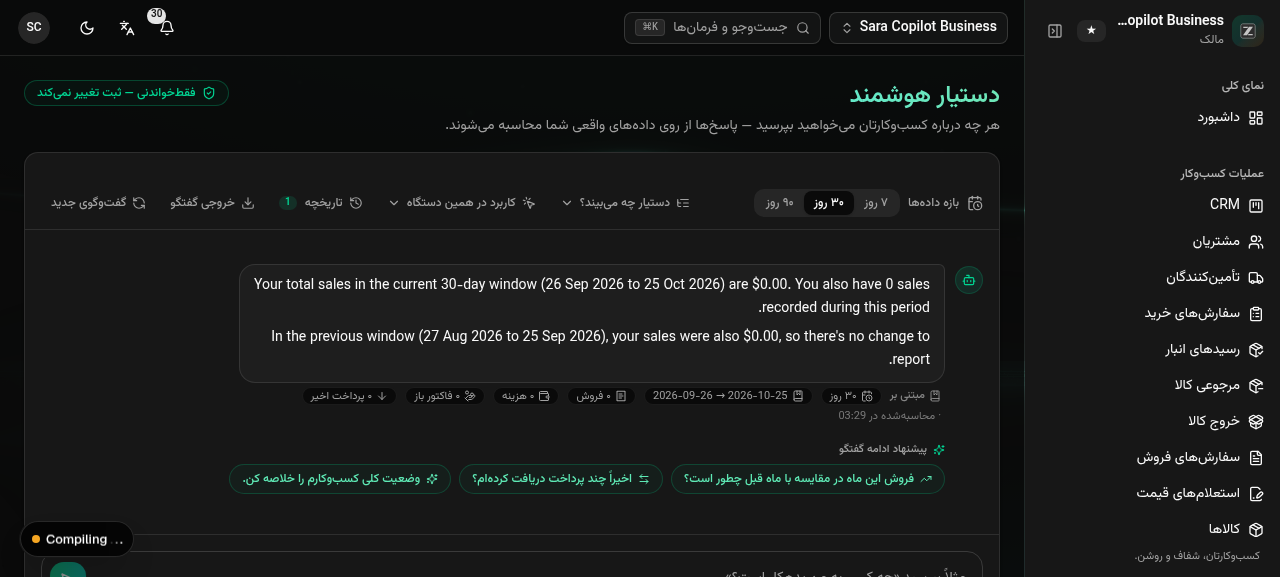 ...opilot Business
مالک
★
Sara Copilot Business
جست‌وجو و فرمان‌ها ⌘K
30
SC
نمای کلی
داشبورد
عملیات کسب‌وکار
CRM
مشتریان
تأمین‌کنندگان
سفارش‌های خرید
رسیدهای انبار
مرجوعی کالا
خروج کالا
سفارش‌های فروش
استعلام‌های قیمت
کالاها
کسب‌وکارتان، شفاف و روشن.
دستیار هوشمند
فقط‌خواندنی — ثبت تغییر نمی‌کند
هر چه درباره کسب‌وکارتان می‌خواهید بپرسید — پاسخ‌ها از روی داده‌های واقعی شما محاسبه می‌شوند.
بازه داده‌ها ۷ روز ۳۰ روز ۹۰ روز
دستیار چه می‌بیند؟
کاربرد در همین دستگاه
تاریخچه 1
خروجی گفتگو
گفت‌وگوی جدید
Your total sales in the current 30-day window (26 Sep 2026 to 25 Oct 2026) are $0.00. You also have 0 sales
recorded during this period.
In the previous window (27 Aug 2026 to 25 Sep 2026), your sales were also $0.00, so there's no change to
report.
مبتنی بر ۳۰ روز 2026-09-26 → 2026-10-25 ۰ فروش ۰ هزینه ۰ فاکتور باز ۰ پرداخت اخیر
· محاسبه‌شده در 03:29
پیشنهاد ادامه گفتگو
فروش این ماه در مقایسه با ماه قبل چطور است؟
اخیراً چند پرداخت دریافت کرده‌ام؟
وضعیت کلی کسب‌وکارم را خلاصه کن.
Compiling ...